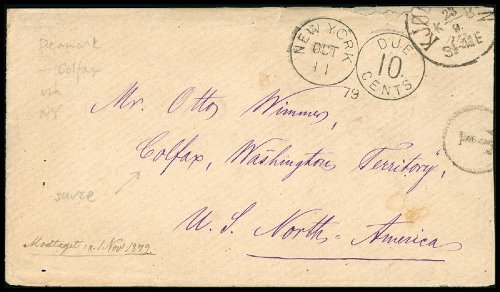 NEW YORK
OCT
11
79
DUE
10
CENTS
KJØ
Denmark
– Colfax
via
NY
Mr. Otto Wimmer,
Colfax, Washington Territory,
U. S. North-America
Modtaget: 1 Nov 1879